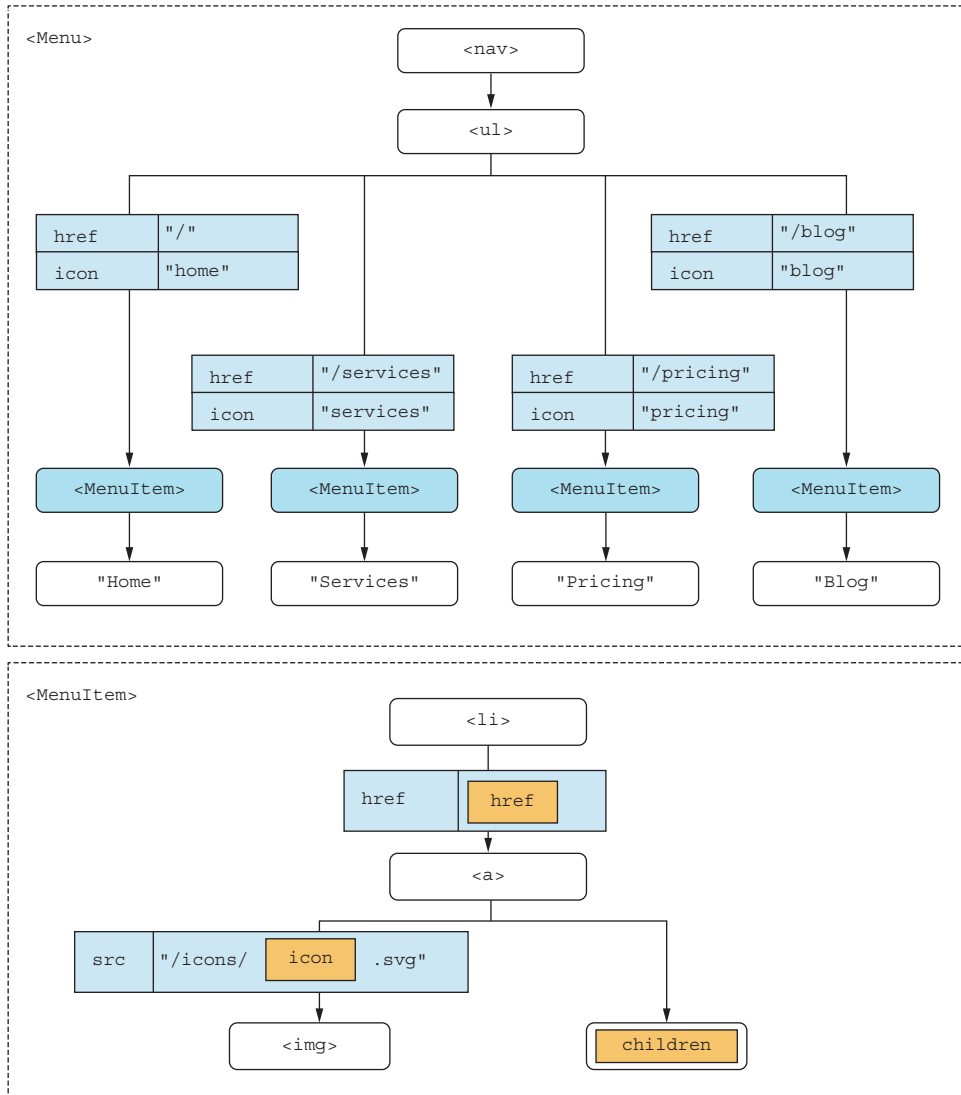 <Menu>
<nav>
<ul>
href "/"
icon "home"
href "/blog"
icon "blog"
href "/services"
icon "services"
href "/pricing"
icon "pricing"
<MenuItem>
<MenuItem>
<MenuItem>
<MenuItem>
"Home"
"Services"
"Pricing"
"Blog"
<MenuItem>
<li>
href href
<a>
src "/icons/ icon .svg"
<img>
children